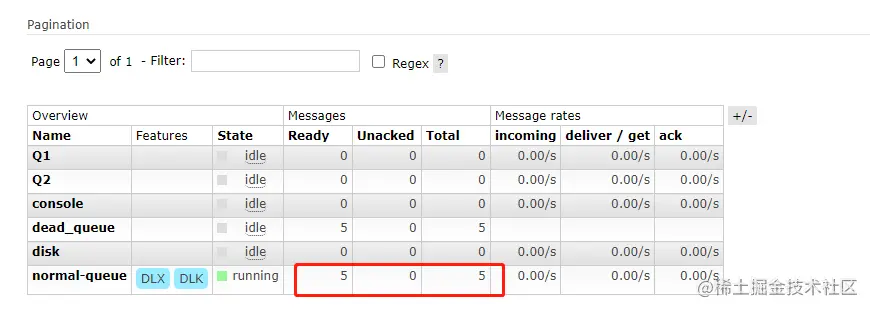 Pagination
Page 1 of 1 - Filter: Regex ?
Overview Messages Message rates +/-
Name Features State Ready Unacked Total incoming deliver / get ack
Q1 idle 0 0 0 0.00/s 0.00/s 0.00/s
Q2 idle 0 0 0 0.00/s 0.00/s 0.00/s
console idle 0 0 0 0.00/s 0.00/s 0.00/s
dead_queue idle 5 0 5
disk idle 0 0 0 0.00/s 0.00/s 0.00/s
normal-queue DLX DLK running 5 0 5 0.00/s 0.00/s 0.00/s
@稀土掘金技术社区